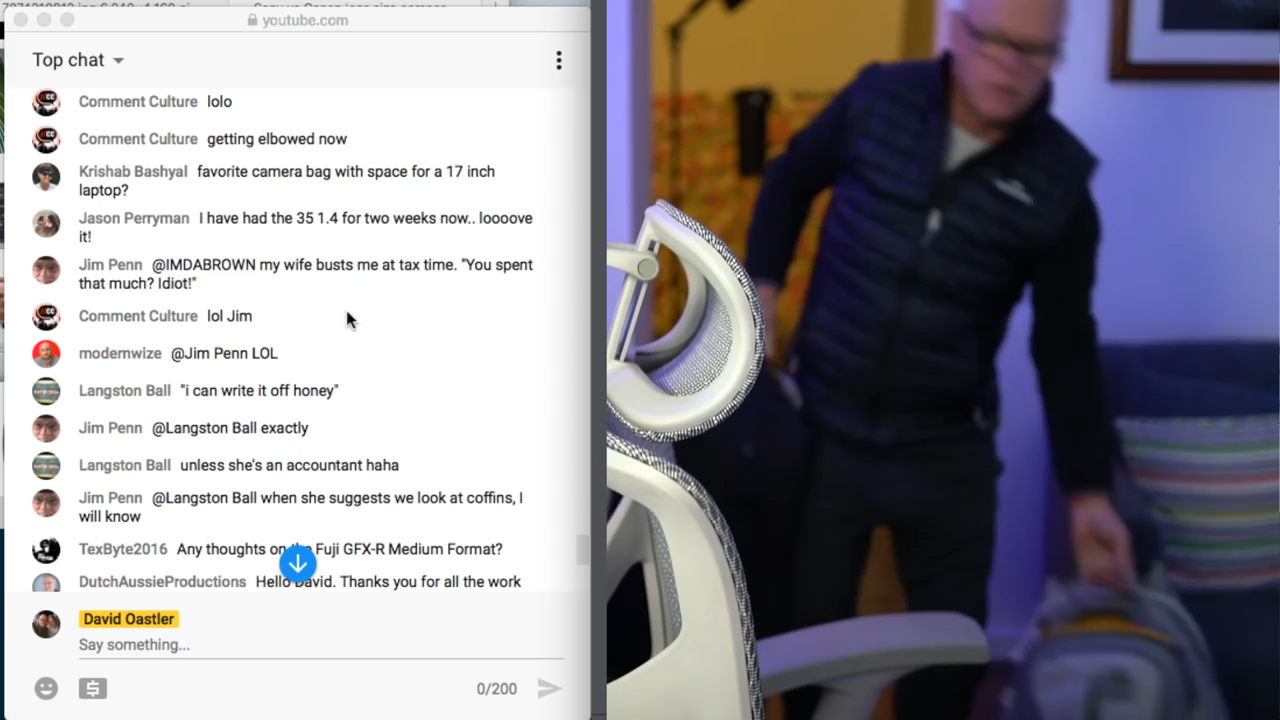 youtube.com
Top chat
Comment Culture lolo
Comment Culture getting elbowed now
Krishab Bashyal favorite camera bag with space for a 17 inch
laptop?
Jason Perryman I have had the 35 1.4 for two weeks now.. loooove
it!
Jim Penn @IMDABROWN my wife busts me at tax time. "You spent
that much? Idiot!"
Comment Culture lol Jim
modernwize @Jim Penn LOL
Langston Ball "i can write it off honey"
Jim Penn @Langston Ball exactly
Langston Ball unless she's an accountant haha
Jim Penn @Langston Ball when she suggests we look at coffins, I
will know
TexByte2016 Any thoughts on the Fuji GFX-R Medium Format?
DutchAussieProductions Hello David. Thanks you for all the work
David Oastler
Say something...
0/200